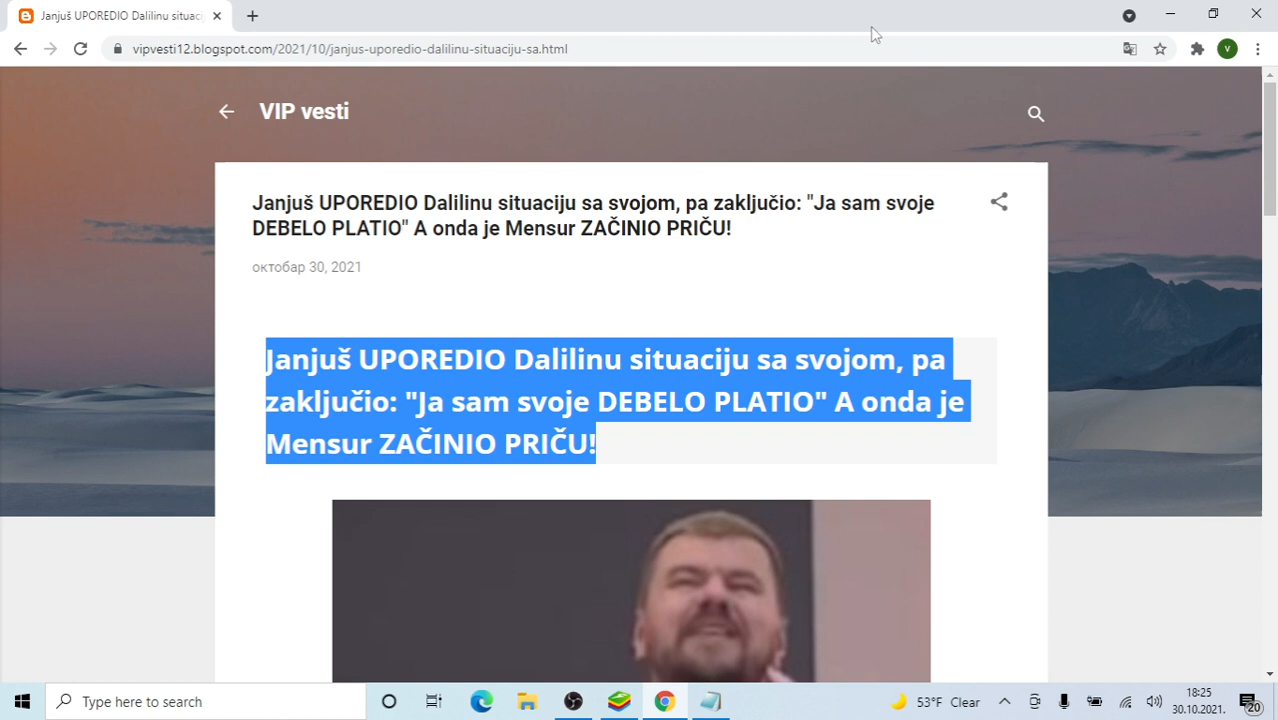 Janjuš UPOREDIO Dalilinu situaci
vipvesti12.blogspot.com/2021/10/janjus-uporedio-dalilinu-situaciju-sa.html
V
VIP vesti
Janjuš UPOREDIO Dalilinu situaciju sa svojom, pa zaključio: "Ja sam svoje
DEBELO PLATIO" A onda je Mensur ZAČINIO PRIČU!
октобар 30, 2021
Janjuš UPOREDIO Dalilinu situaciju sa svojom, pa
zaključio: "Ja sam svoje DEBELO PLATIO" A onda je
Mensur ZAČINIO PRIČU!
Type here to search
53°F Clear
18:25
30.10.2021.
20